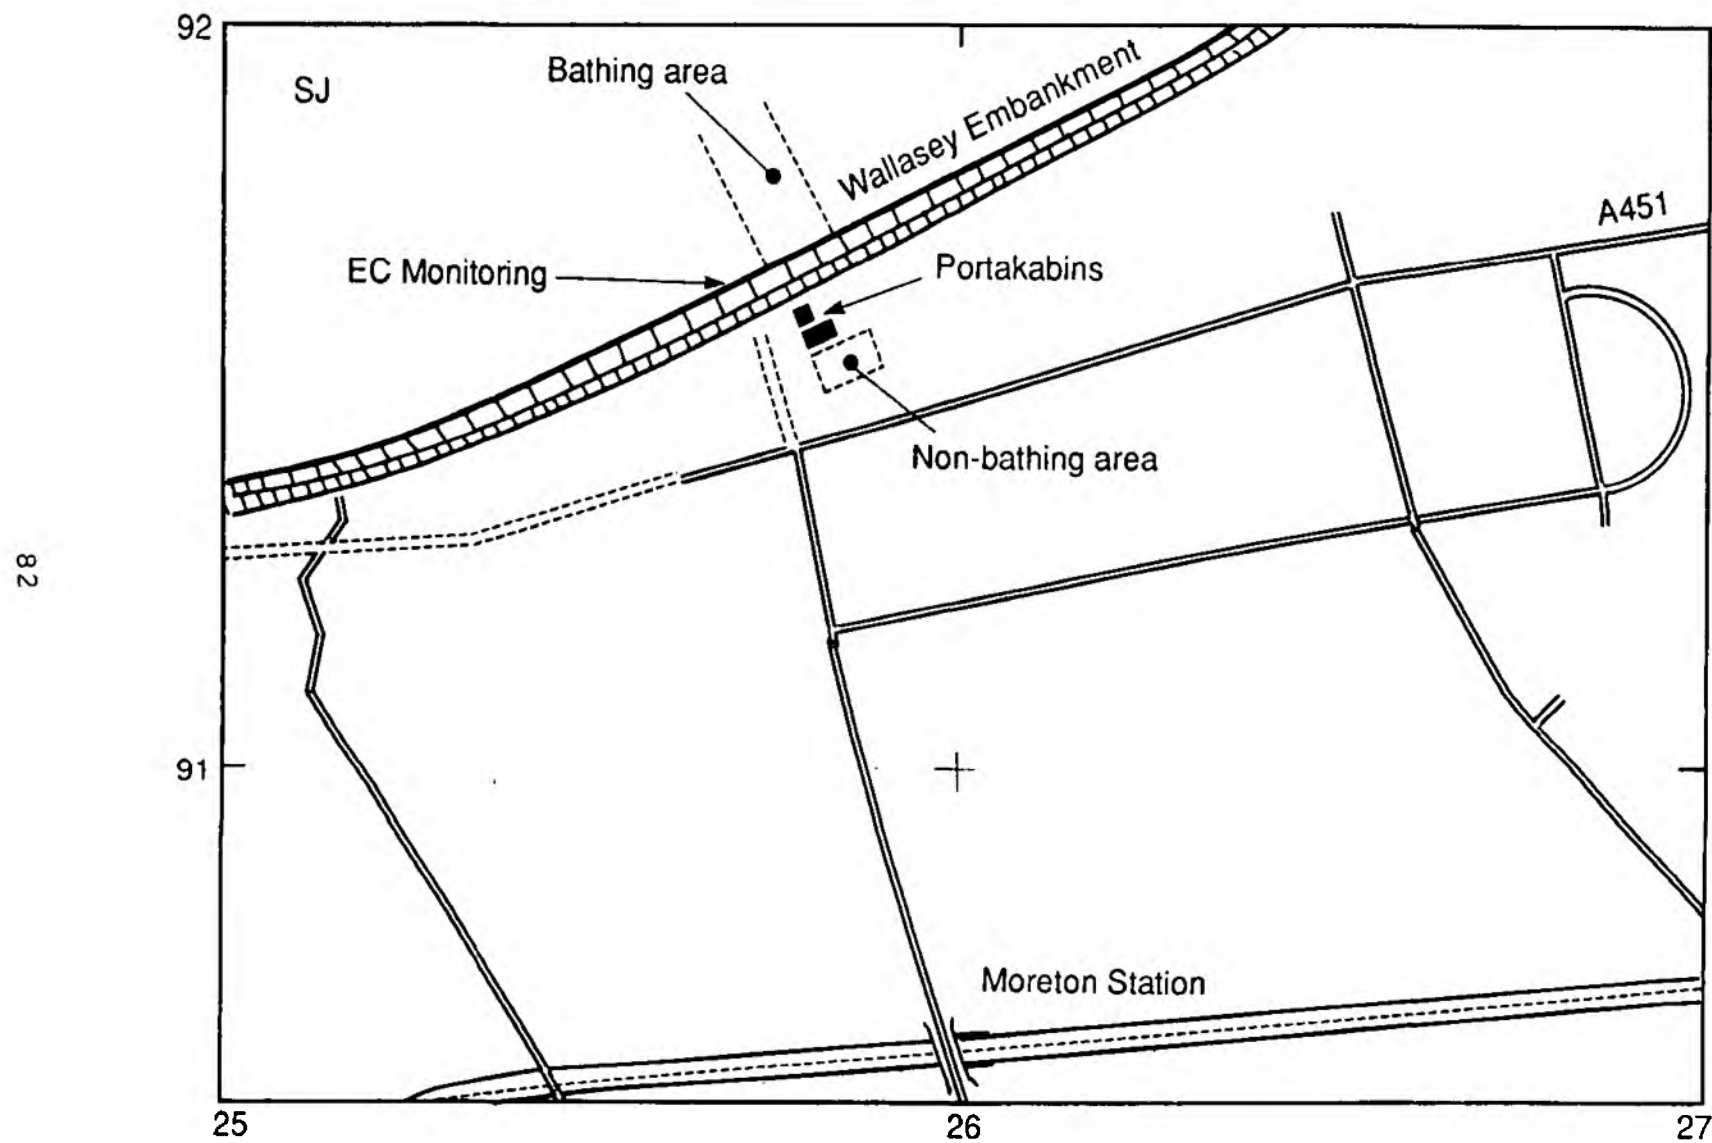 92
SJ
Bathing area
Wallasey Embankment
A451
EC Monitoring
Portakabins
Non-bathing area
82
91
Moreton Station
25
26
27